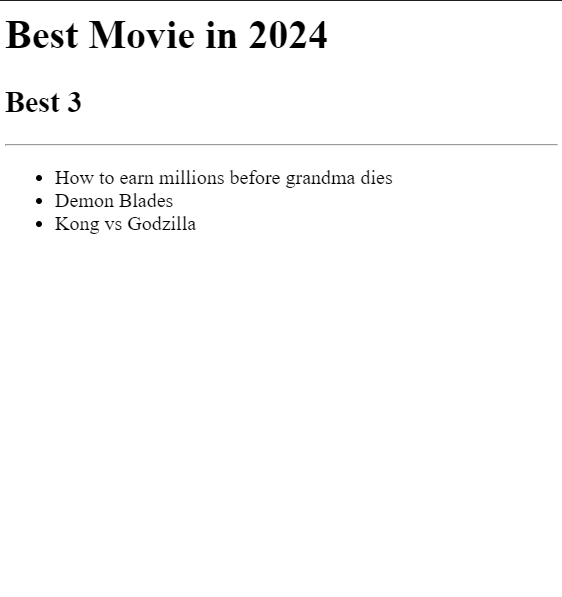 Best Movie in 2024
Best 3
How to earn millions before grandma dies
Demon Blades
Kong vs Godzilla